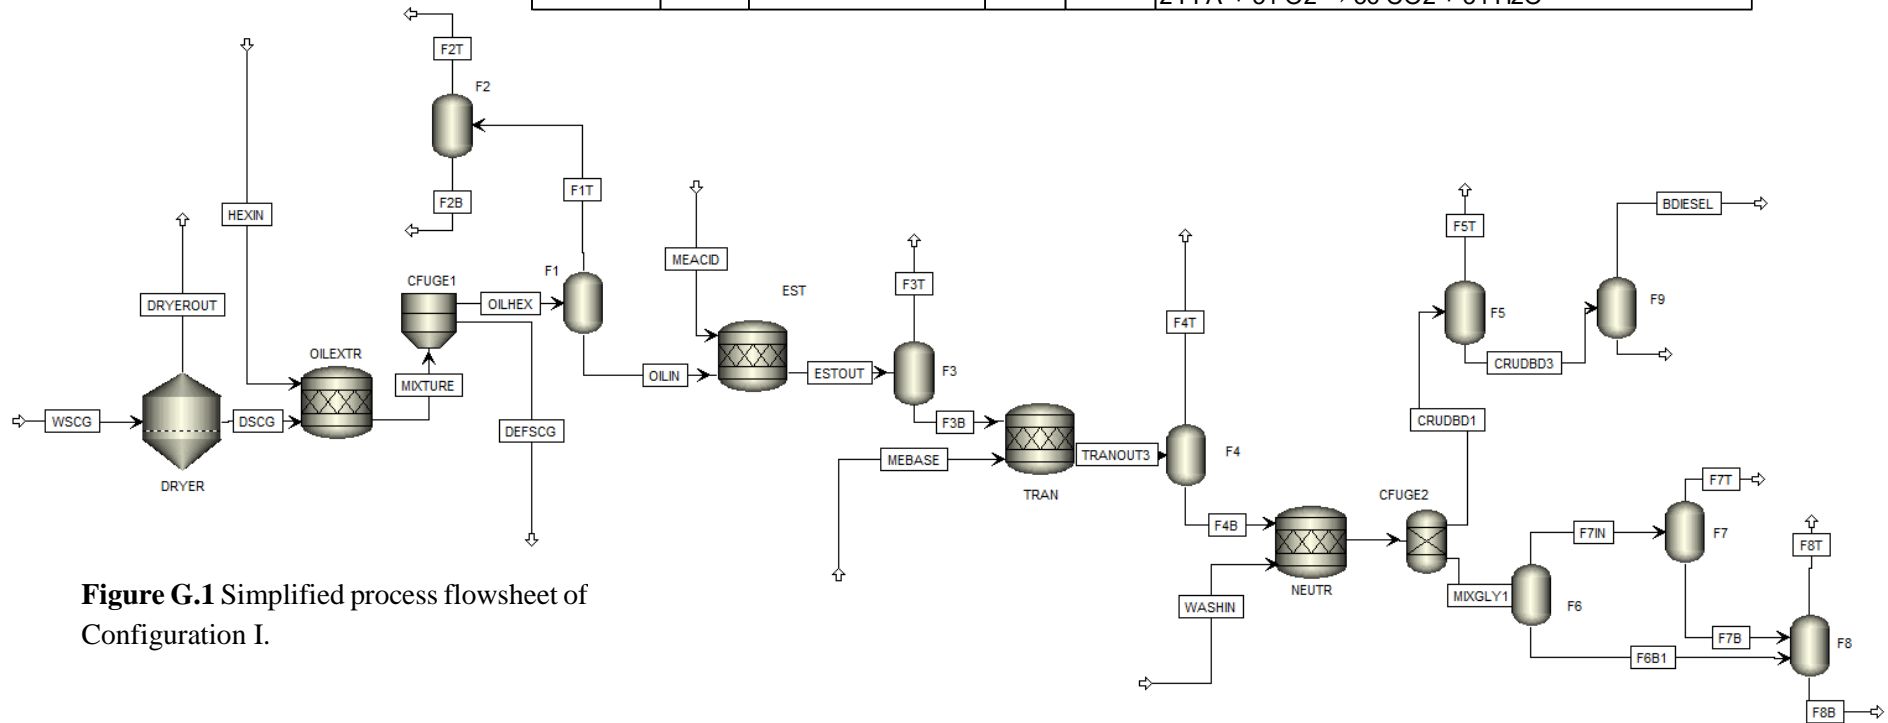 F2T
F2
HEXIN
F1T
F2B
BDIESEL
F5T
MEACID
F1
CFUGE1
EST
F3T
DRYEROUT
OILHEX
F9
F5
F4T
OILEXTR
CRUDBD3
MIXTURE
OILIN
ESTOUT
F3
WSCG
DSCG
F3B
CRUDBD1
DEFSCG
MEBASE
TRANOUT3
F4
DRYER
TRAN
CFUGE2
F7T
F4B
F7IN
F7
F8T
Figure G.1 Simplified process flowsheet of
Configuration I.
NEUTR
MIXGLY1
WASHIN
F6
F7B
F8
F6B1
F8B